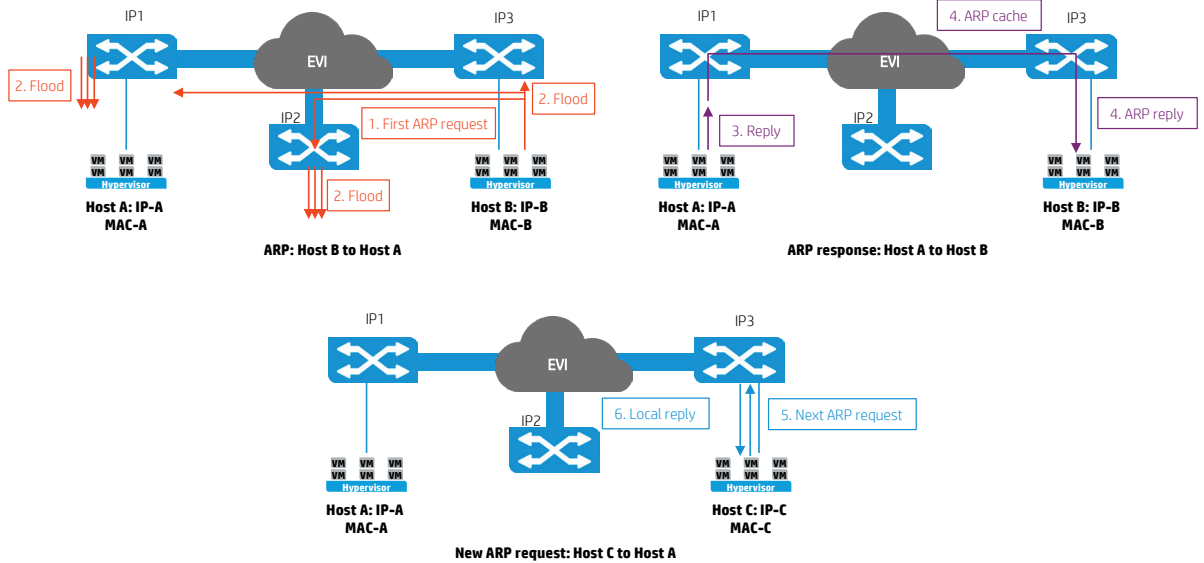 IP1
IP3
EVI
2. Flood
2. Flood
IP2
1. First ARP request
2. Flood
VM VM VM
VM VM VM
Hypervisor
Host A: IP-A
MAC-A
VM VM VM
VM VM VM
Hypervisor
Host B: IP-B
MAC-B
ARP: Host B to Host A
IP1
4. ARP cache
IP3
EVI
IP2
3. Reply
4. ARP reply
VM VM VM
VM VM VM
Hypervisor
Host A: IP-A
MAC-A
VM VM VM
VM VM VM
Hypervisor
Host B: IP-B
MAC-B
ARP response: Host A to Host B
IP1
IP3
EVI
IP2
6. Local reply
5. Next ARP request
VM VM VM
VM VM VM
Hypervisor
Host A: IP-A
MAC-A
VM VM VM
VM VM VM
Hypervisor
Host C: IP-C
MAC-C
New ARP request: Host C to Host A